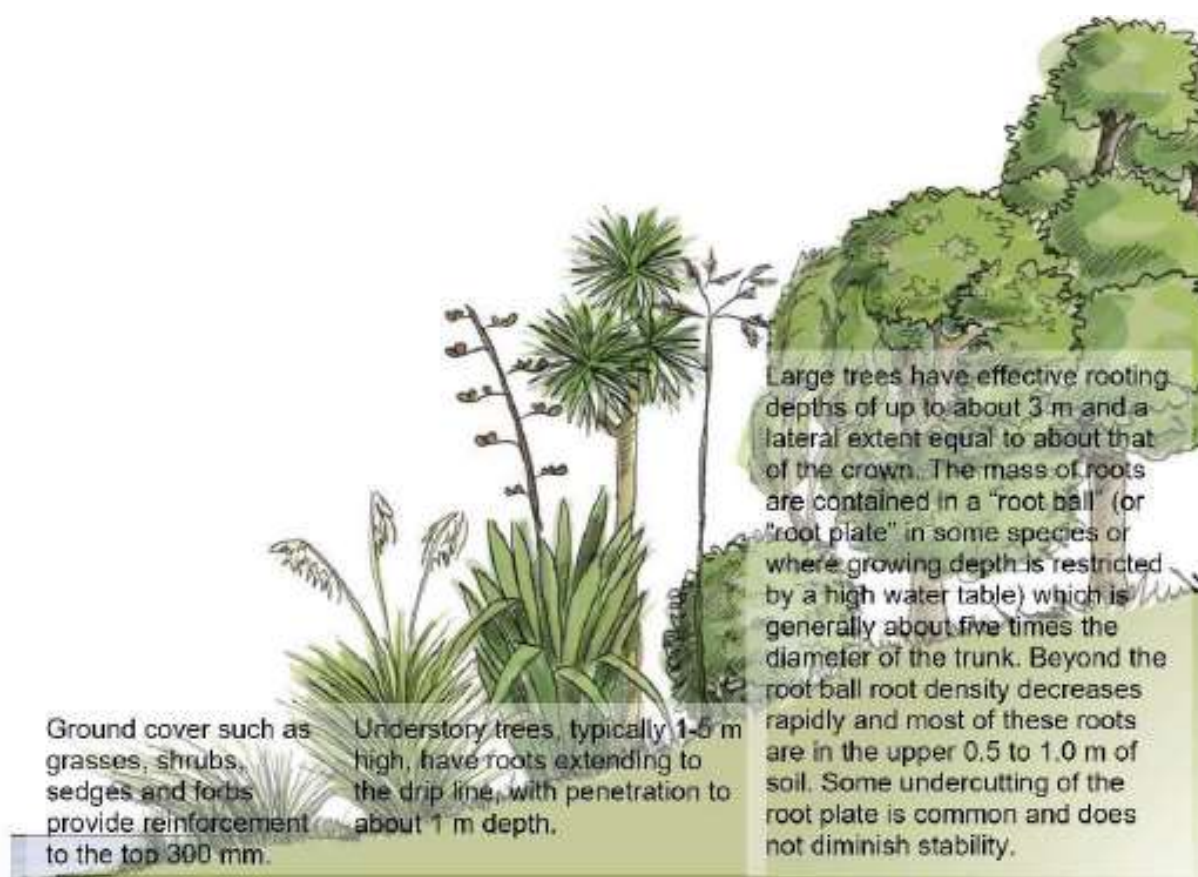 Ground cover such as
grasses, shrubs,
sedges and forbs
provide reinforcement
to the top 300 mm.
Understory trees, typically 1-5 m
high, have roots extending to
the drip line, with penetration to
about 1 m depth.
Large trees have effective rooting
depths of up to about 3 m and a
lateral extent equal to about that
of the crown. The mass of roots
are contained in a "root ball" (or
"root plate" in some species or
where growing depth is restricted
by a high water table) which is
generally about five times the
diameter of the trunk. Beyond the
root ball root density decreases
rapidly and most of these roots
are in the upper 0.5 to 1.0 m of
soil. Some undercutting of the
root plate is common and does
not diminish stability.